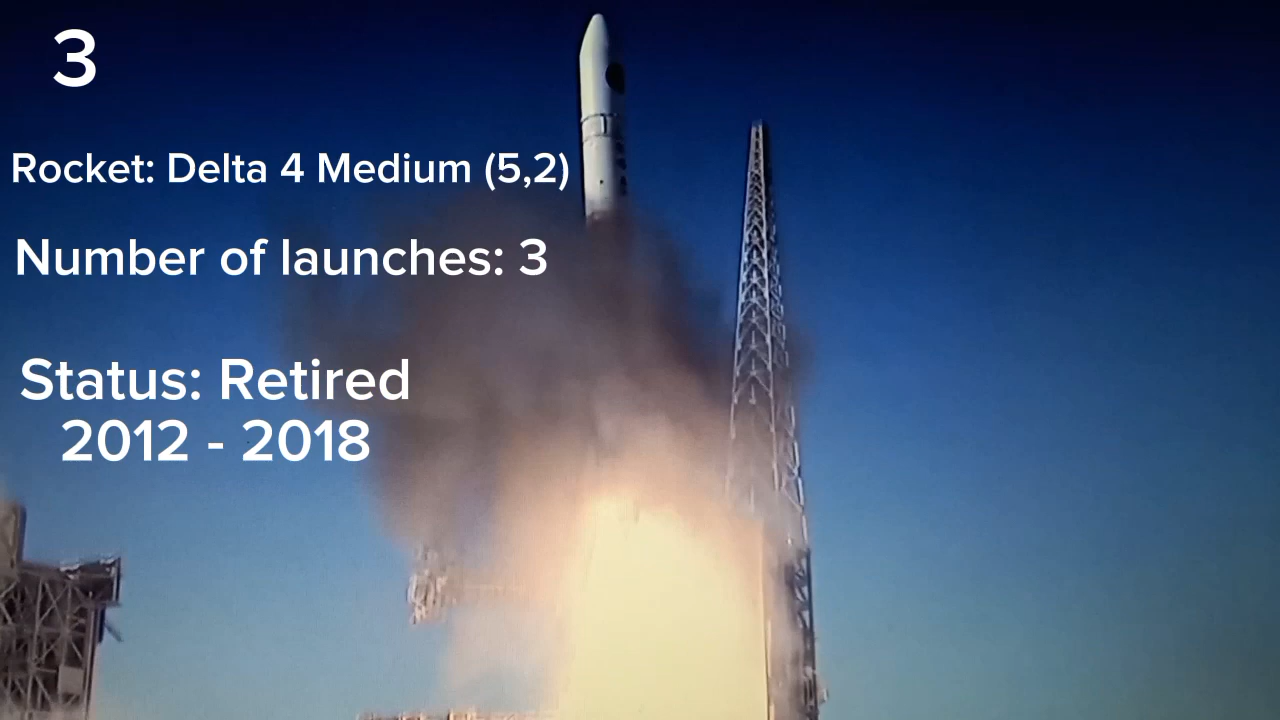 3
Rocket: Delta 4 Medium (5,2)
Number of launches: 3
Status: Retired
2012 - 2018